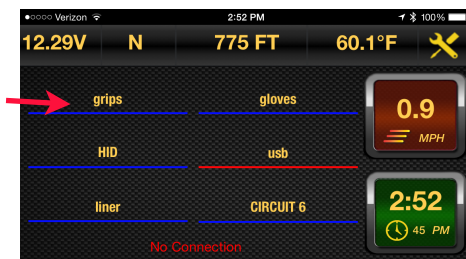 Verizon 2:52 PM 100%
12.29V N 775 FT 60.1°F
grips gloves
0.9
MPH
HID usb
liner CIRCUIT 6
2:52
45 PM
No Connection